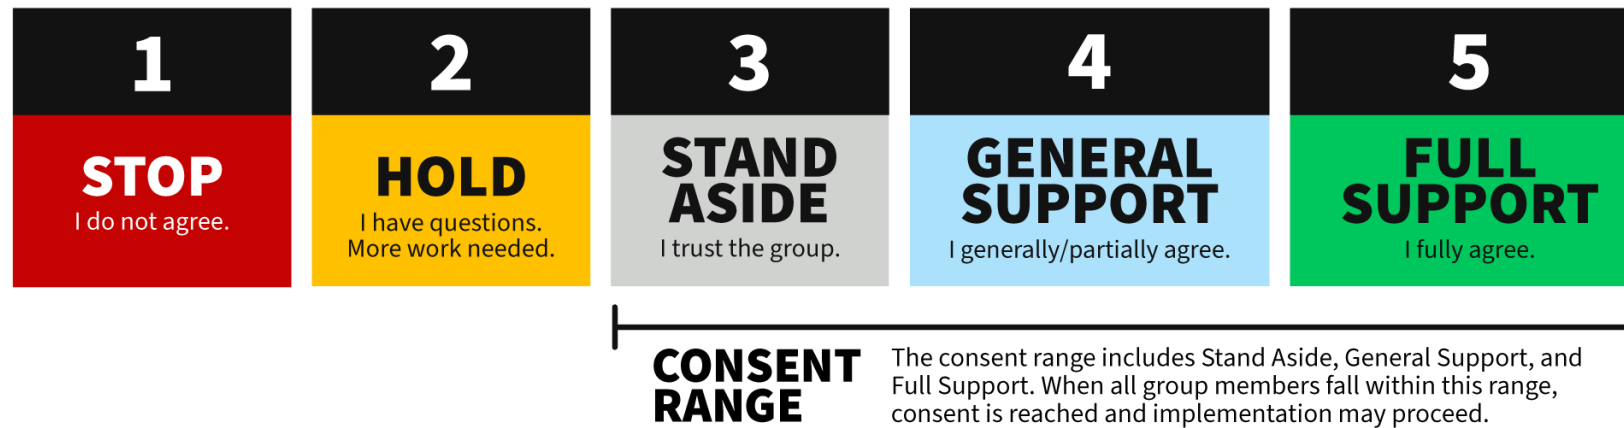 1
STOP
I do not agree.
2
HOLD
I have questions.
More work needed.
3
STAND
ASIDE
I trust the group.
4
GENERAL
SUPPORT
I generally/partially agree.
5
FULL
SUPPORT
I fully agree.
CONSENT
RANGE
The consent range includes Stand Aside, General Support, and
Full Support. When all group members fall within this range,
consent is reached and implementation may proceed.